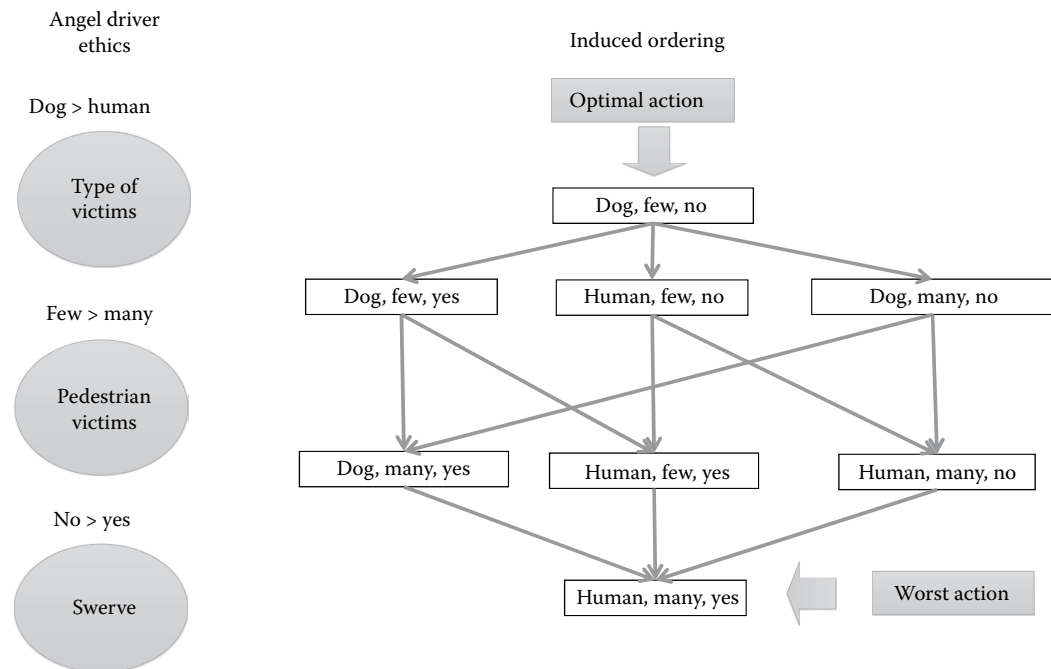 Angel driver
ethics
Dog > human
Type of
victims
Few > many
Pedestrian
victims
No > yes
Swerve
Induced ordering
Optimal action
Dog, few, no
Dog, few, yes
Human, few, no
Dog, many, no
Dog, many, yes
Human, few, yes
Human, many, no
Human, many, yes
Worst action